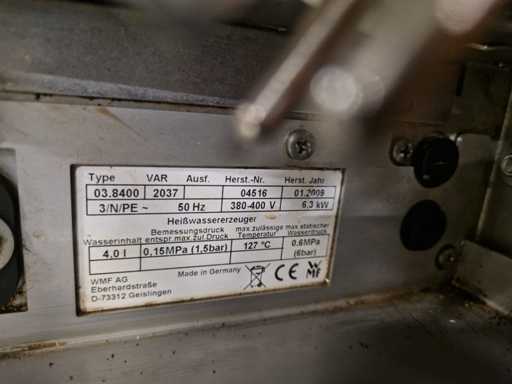 Type VAR Ausf. Herst.-Nr. Herst. Jahr
03.8400 2037 04516 01.2009
3/N/PE ~ 50 Hz 380-400 V 6,3 kW
Heißwassererzeuger
Bemessungsdruck max zulässige max statischer
Wasserinhalt entspr. max zul Druck Temperatur Wasserdruck
4,0 l 0,15MPa (1,5bar) 127 °C 0.6MPa
(6bar)
WMF AG Made in Germany
Eberhardstraße
D-73312 Geislingen
CE WMF